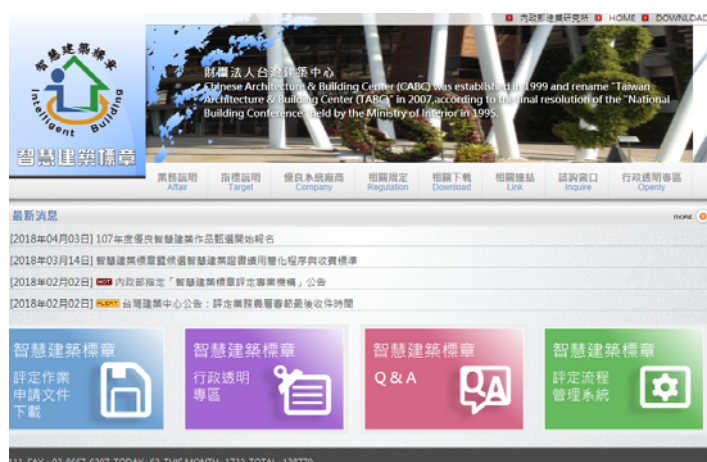 內政部建築研究所 HOME DOWNLOAD
智慧建築標章
Intelligent Building
智慧建築標章
財團法人台灣建築中心
Chinese Architecture & Building Center (CABC) was established in 1999 and rename "Taiwan
Architecture & Building Center (TABC)" in 2007,according to the final resolution of the "National
Building Conference" held by the Ministry of Interior in 1995.
業務說明 指標說明 優良系統廠商 相關規定 相關下載 相關連結 諮詢窗口 行政透明專區
Affair Target Company Regulation Download Link Inquire Openly
最新消息 MORE
[2018年04月03日] 107年度優良智慧建築作品甄選開始報名
[2018年03月14日] 智慧建築標章暨候選智慧建築證書續用簡化程序與收費標準
[2018年02月02日] HOT 內政部指定「智慧建築標章評定專業機構」公告
[2018年02月02日] ALERT 台灣建築中心公告：評定業務農曆春節最後收件時間
智慧建築標章
評定作業
申請文件
下載
智慧建築標章
行政透明
專區
智慧建築標章
Q & A
QA
智慧建築標章
評定流程
管理系統
111 FAX : 02-8667-6397 TODAY: 63 THIS MONTH : 1733 TOTAL: 138779